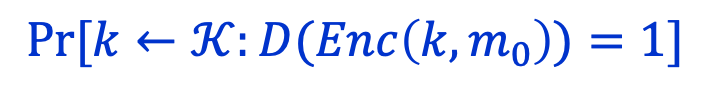 Pr[k ← 𝒦: D(Enc(k, m₀)) = 1]